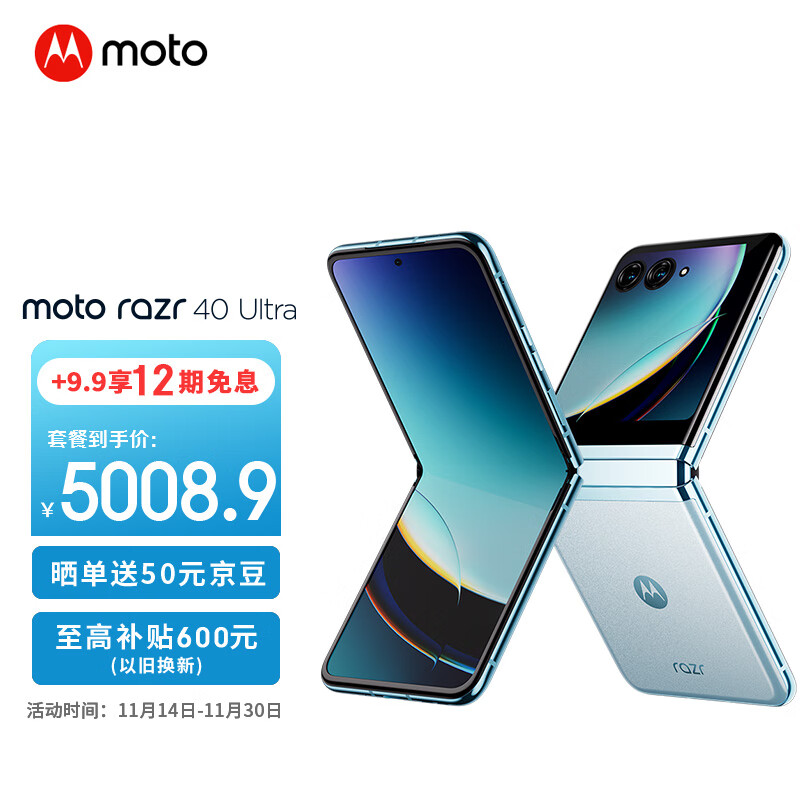 moto
moto razr 40 Ultra
+9.9享12期免息
套餐到手价:
¥5008.9
晒单送50元京豆
至高补贴600元
(以旧换新)
活动时间: 11月14日-11月30日
razr